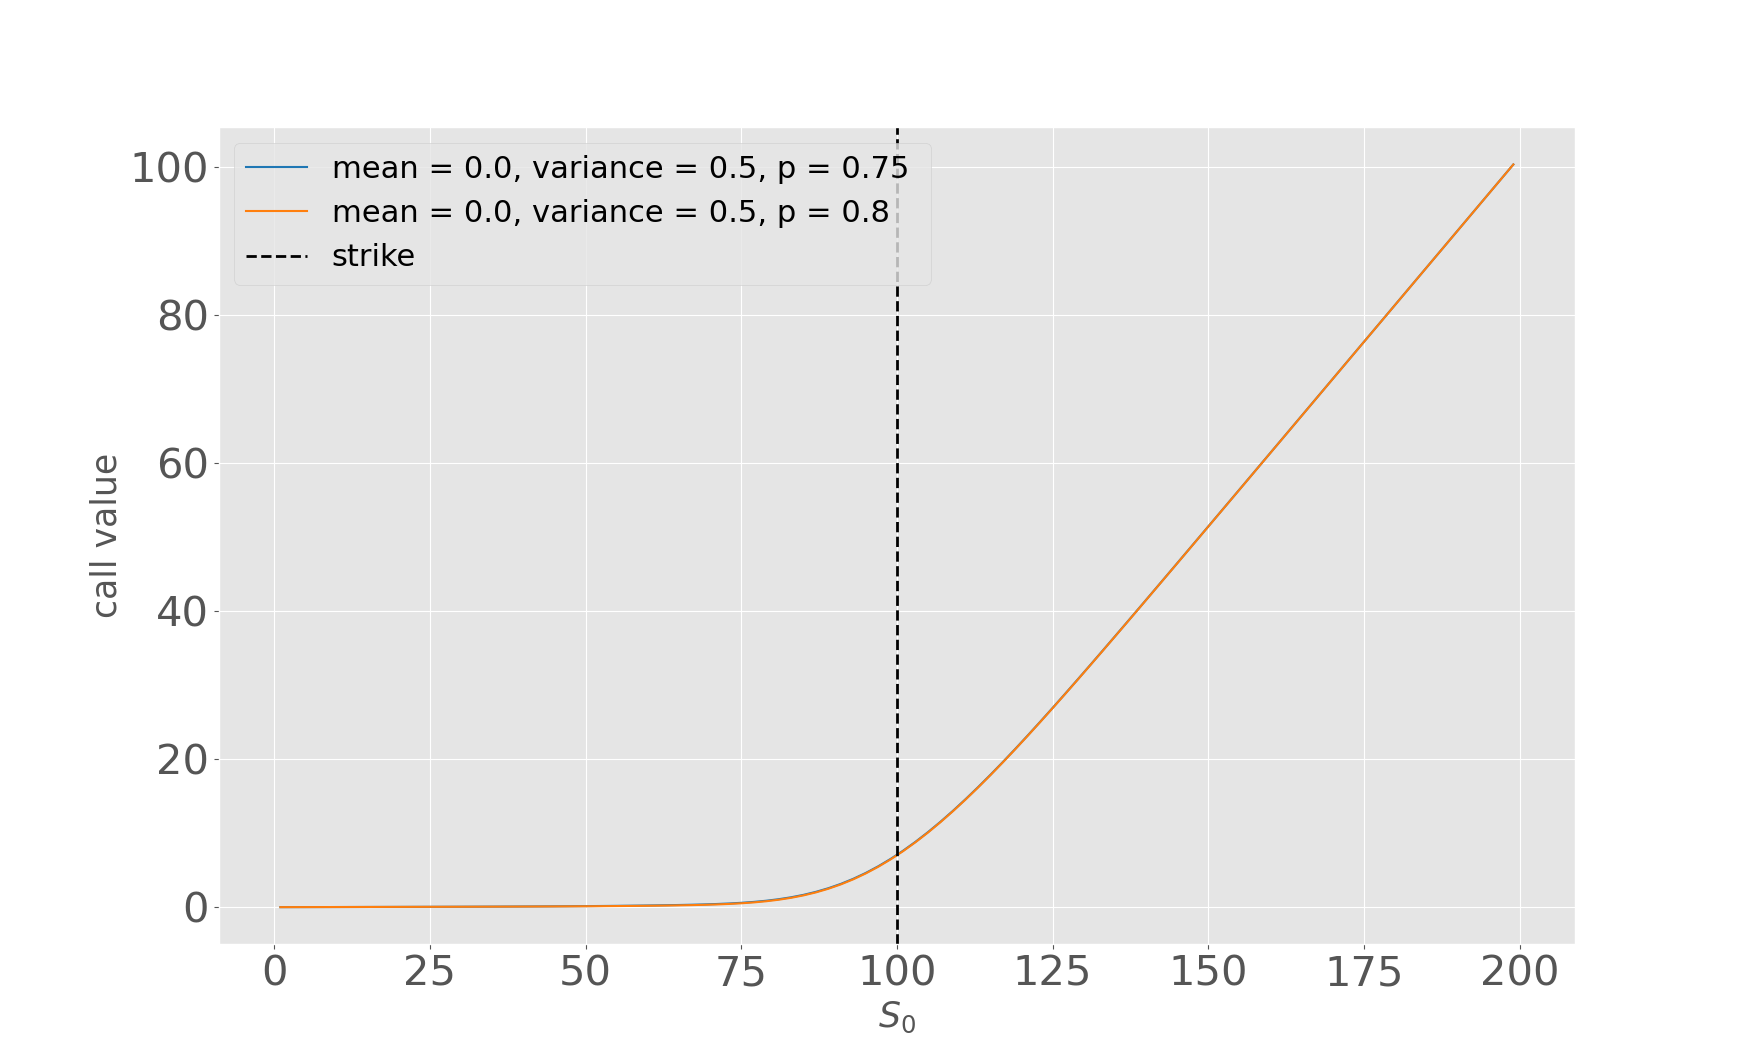 mean = 0.0, variance = 0.5, p = 0.75
mean = 0.0, variance = 0.5, p = 0.8
strike
100
80
60
40
20
0
call value
0 25 50 75 100 125 150 175 200
S₀